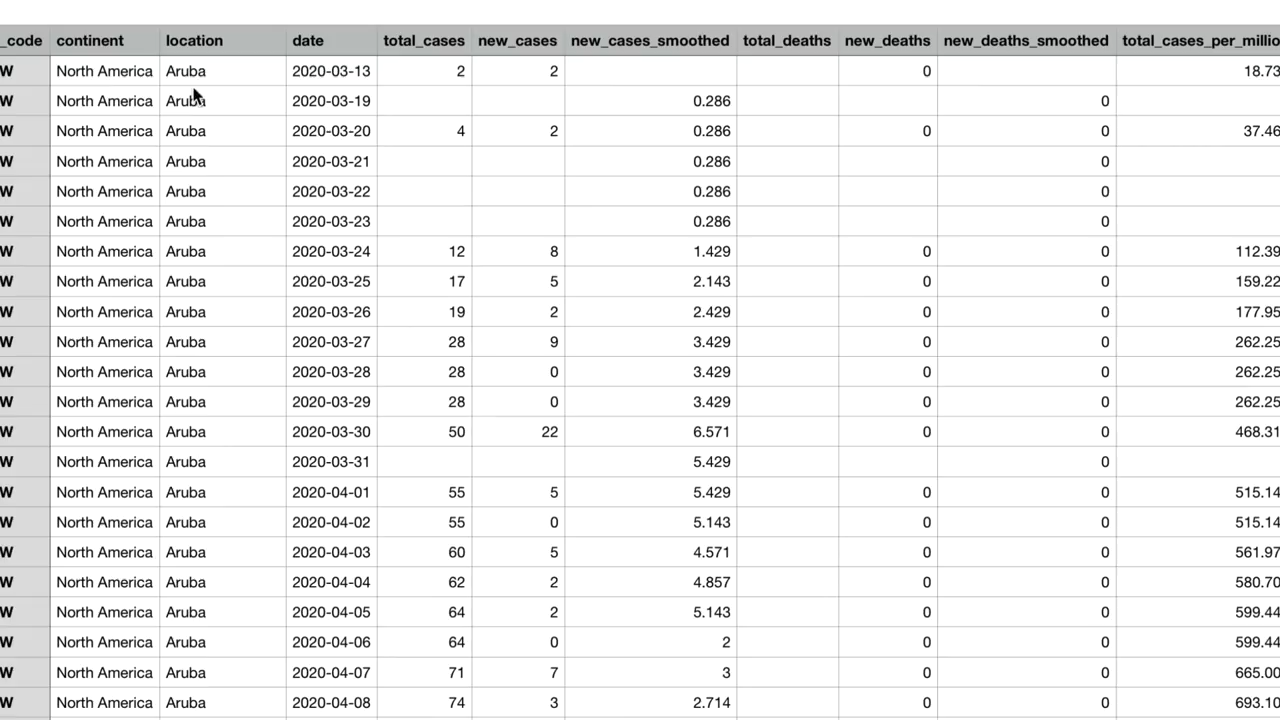 _code continent location date total_cases new_cases new_cases_smoothed total_deaths new_deaths new_deaths_smoothed total_cases_per_millio
W North America Aruba 2020-03-13 2 2 0 18.73
W North America Aruba 2020-03-19 0.286 0
W North America Aruba 2020-03-20 4 2 0.286 0 0 37.46
W North America Aruba 2020-03-21 0.286 0
W North America Aruba 2020-03-22 0.286 0
W North America Aruba 2020-03-23 0.286 0
W North America Aruba 2020-03-24 12 8 1.429 0 0 112.39
W North America Aruba 2020-03-25 17 5 2.143 0 0 159.22
W North America Aruba 2020-03-26 19 2 2.429 0 0 177.95
W North America Aruba 2020-03-27 28 9 3.429 0 0 262.25
W North America Aruba 2020-03-28 28 0 3.429 0 0 262.25
W North America Aruba 2020-03-29 28 0 3.429 0 0 262.25
W North America Aruba 2020-03-30 50 22 6.571 0 0 468.31
W North America Aruba 2020-03-31 5.429 0
W North America Aruba 2020-04-01 55 5 5.429 0 0 515.14
W North America Aruba 2020-04-02 55 0 5.143 0 0 515.14
W North America Aruba 2020-04-03 60 5 4.571 0 0 561.97
W North America Aruba 2020-04-04 62 2 4.857 0 0 580.70
W North America Aruba 2020-04-05 64 2 5.143 0 0 599.44
W North America Aruba 2020-04-06 64 0 2 0 0 599.44
W North America Aruba 2020-04-07 71 7 3 0 0 665.00
W North America Aruba 2020-04-08 74 3 2.714 0 0 693.10